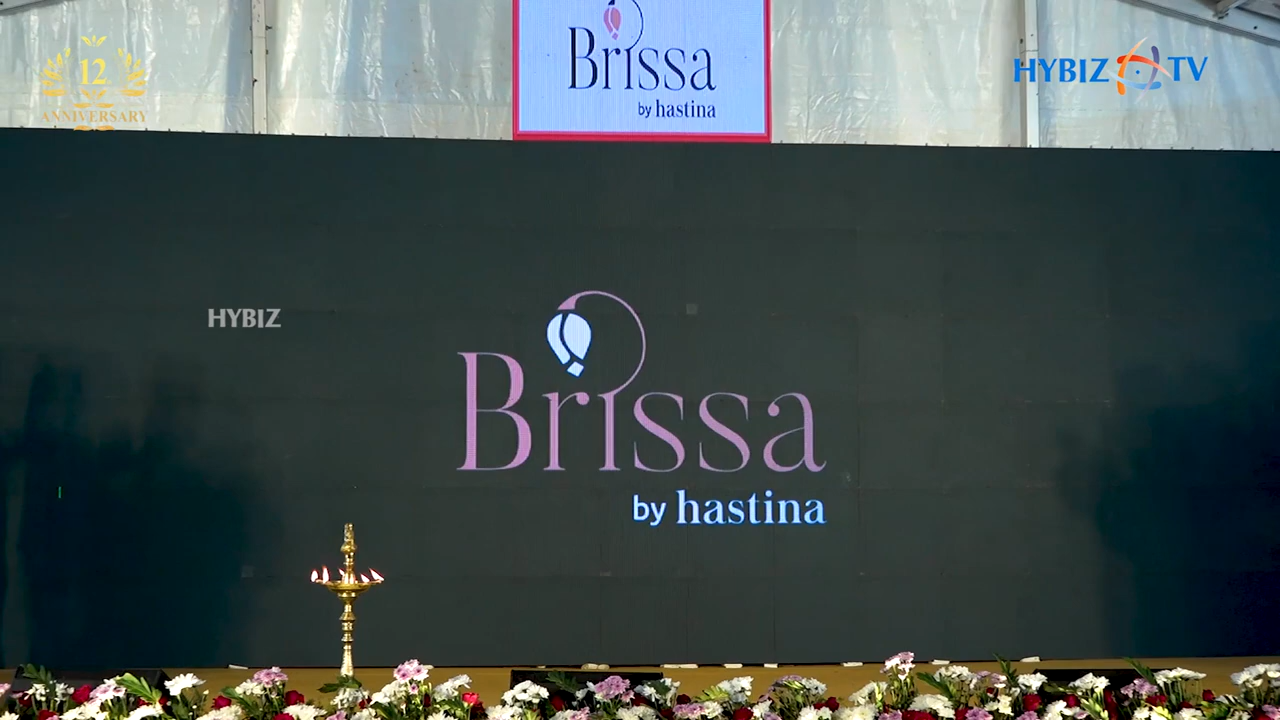 Brissa
by hastina
12
ANNIVERSARY
HYBIZ TV
HYBIZ
Brissa
by hastina